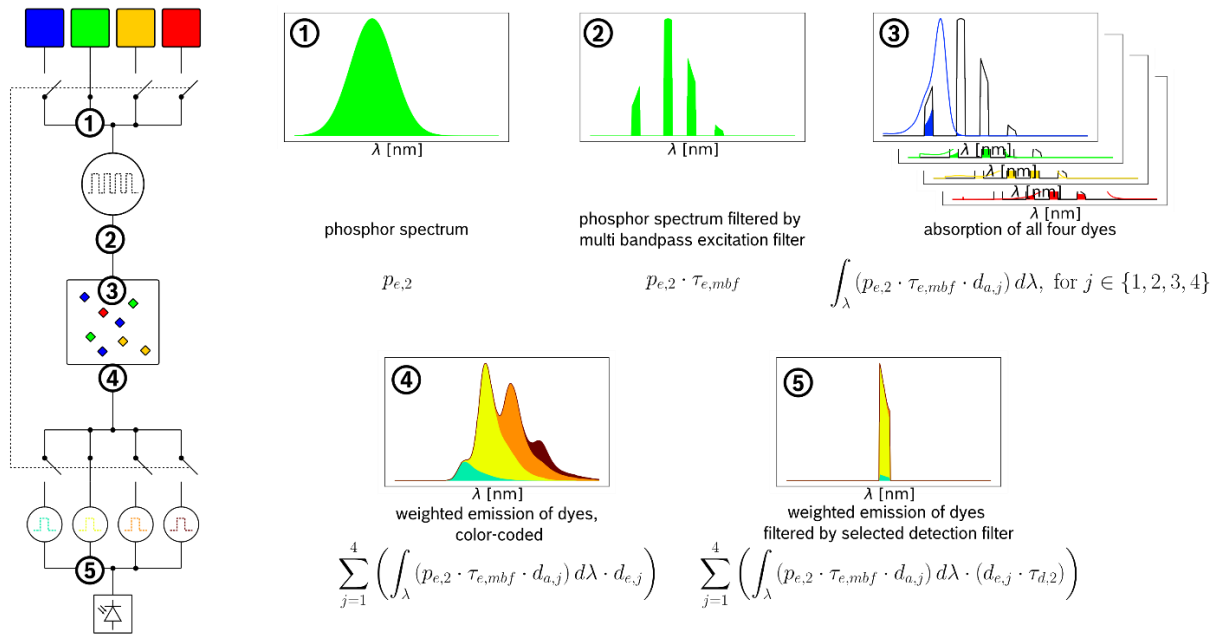 1
λ [nm]
phosphor spectrum
p_{e,2}
2
λ [nm]
phosphor spectrum filtered by
multi bandpass excitation filter
p_{e,2} · τ_{e,mbf}
3
λ [nm]
λ [nm]
λ [nm]
λ [nm]
absorption of all four dyes
∫_λ (p_{e,2} · τ_{e,mbf} · d_{a,j}) dλ, for j ∈ {1, 2, 3, 4}
1
2
3
4
5
4
λ [nm]
weighted emission of dyes,
color-coded
∑_{j=1}^{4} (∫_λ (p_{e,2} · τ_{e,mbf} · d_{a,j}) dλ · d_{e,j})
5
λ [nm]
weighted emission of dyes
filtered by selected detection filter
∑_{j=1}^{4} (∫_λ (p_{e,2} · τ_{e,mbf} · d_{a,j}) dλ · (d_{e,j} · τ_{d,2}))